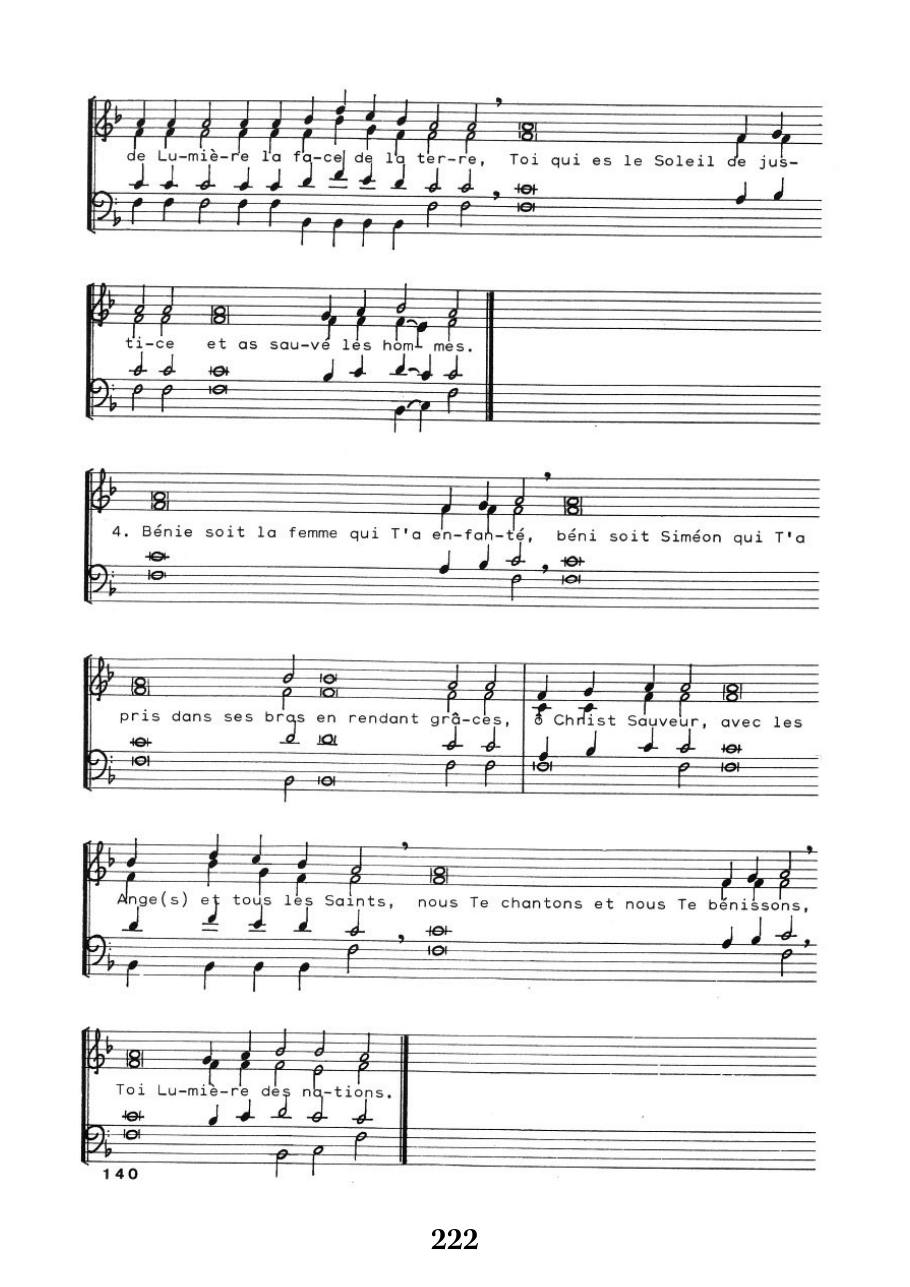 de Lu-miè-re la fa-ce de la ter-re, Toi qui es le Soleil de jus-
ti-ce et as sau-vé les hom- mes.
4. Bénie soit la femme qui T'a en-fan-té, béni soit Siméon qui T'a
pris dans ses bras en rendant grâ-ces, ô Christ Sauveur, avec les
Ange(s) et tous les Saints, nous Te chantons et nous Te bénissons,
Toi Lu-miè-re des na-tions.
140
222